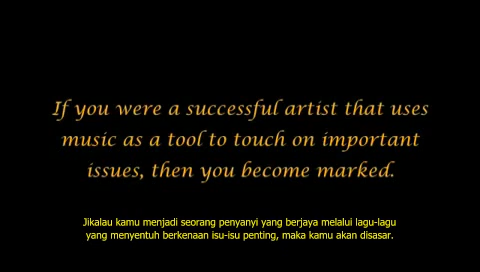 If you were a successful artist that uses
music as a tool to touch on important
issues, then you become marked.
Jikalau kamu menjadi seorang penyanyi yang berjaya melalui lagu-lagu
yang menyentuh berkenaan isu-isu penting, maka kamu akan disasar.